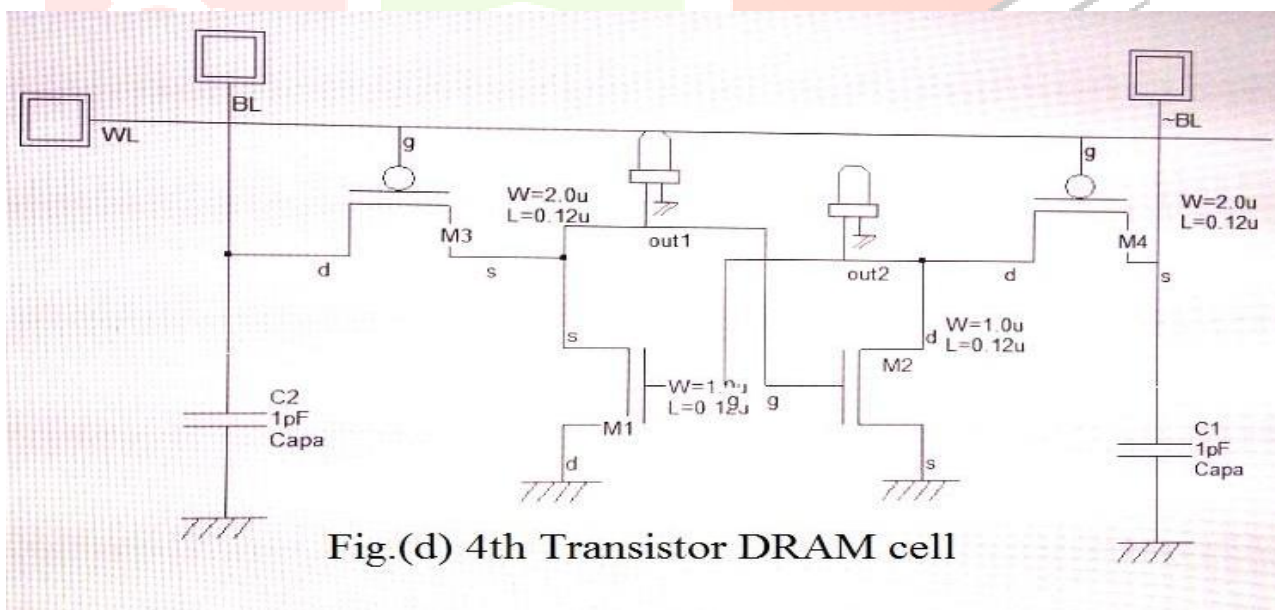 BL
~BL
WL
g
g
W=2.0u
L=0.12u
W=2.0u
L=0.12u
M3
out1
M4
d
s
out2
d
s
s
d
W=1.0u
L=0.12u
M2
C2
1pF
Capa
g
g
M1
C1
1pF
Capa
d
s
Fig.(d) 4th Transistor DRAM cell